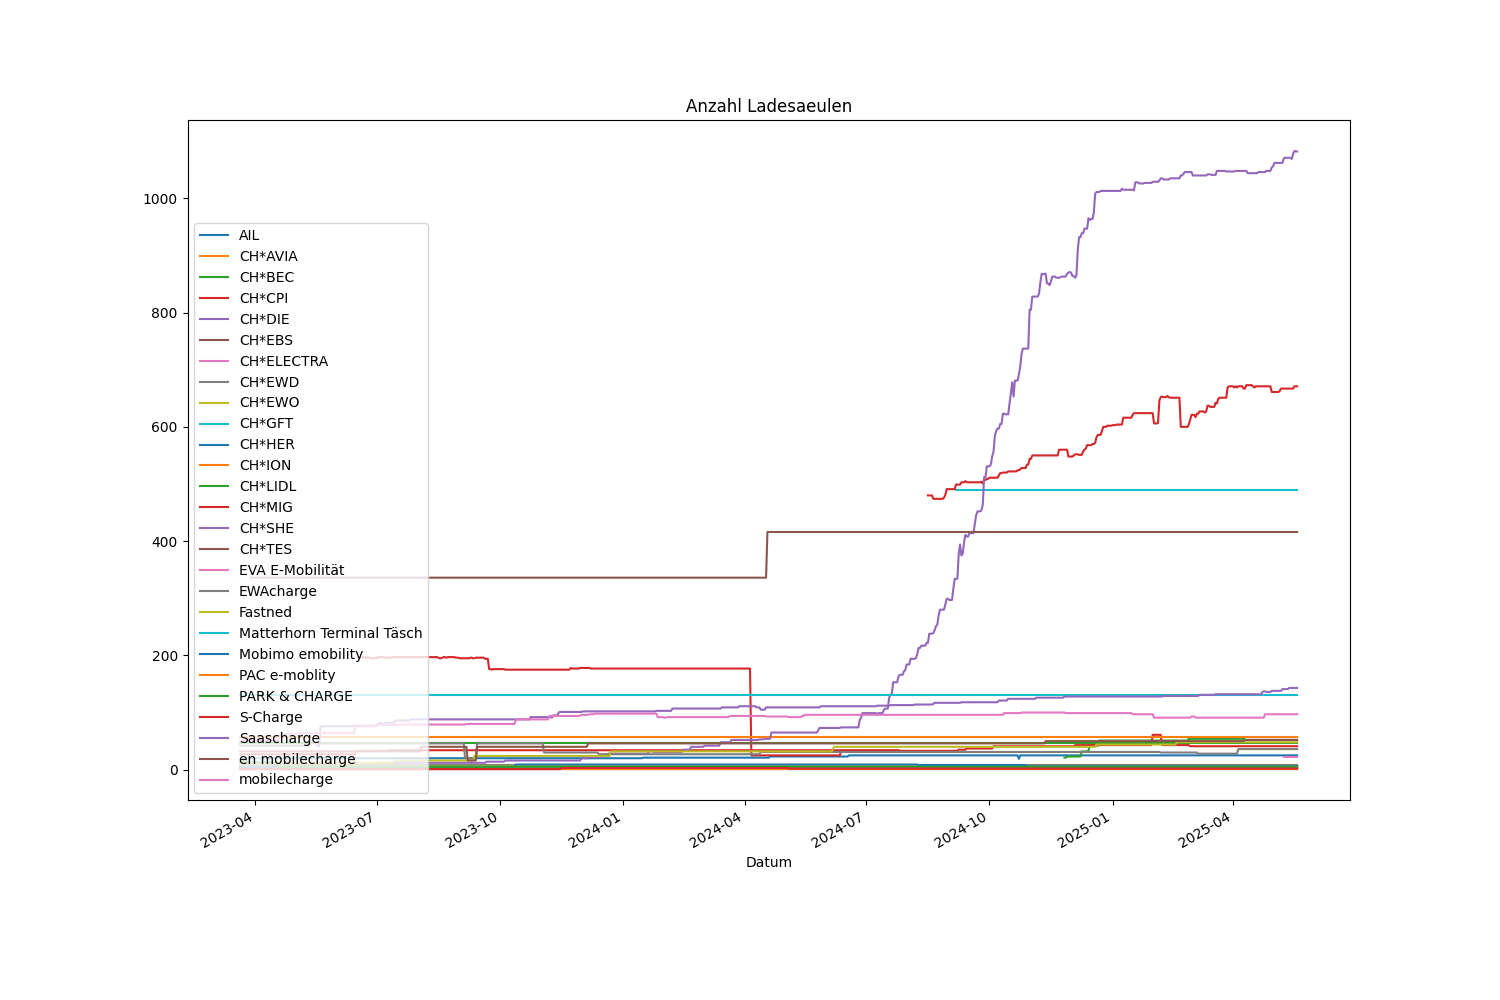 Anzahl Ladesaeulen
1000
800
600
400
200
0
AIL
CH*AVIA
CH*BEC
CH*CPI
CH*DIE
CH*EBS
CH*ELECTRA
CH*EWD
CH*EWO
CH*GFT
CH*HER
CH*ION
CH*LIDL
CH*MIG
CH*SHE
CH*TES
EVA E-Mobilität
EWAcharge
Fastned
Matterhorn Terminal Täsch
Mobimo emobility
PAC e-moblity
PARK & CHARGE
S-Charge
Saascharge
en mobilecharge
mobilecharge
2023-04
2023-07
2023-10
2024-01
2024-04
2024-07
2024-10
2025-01
2025-04
Datum